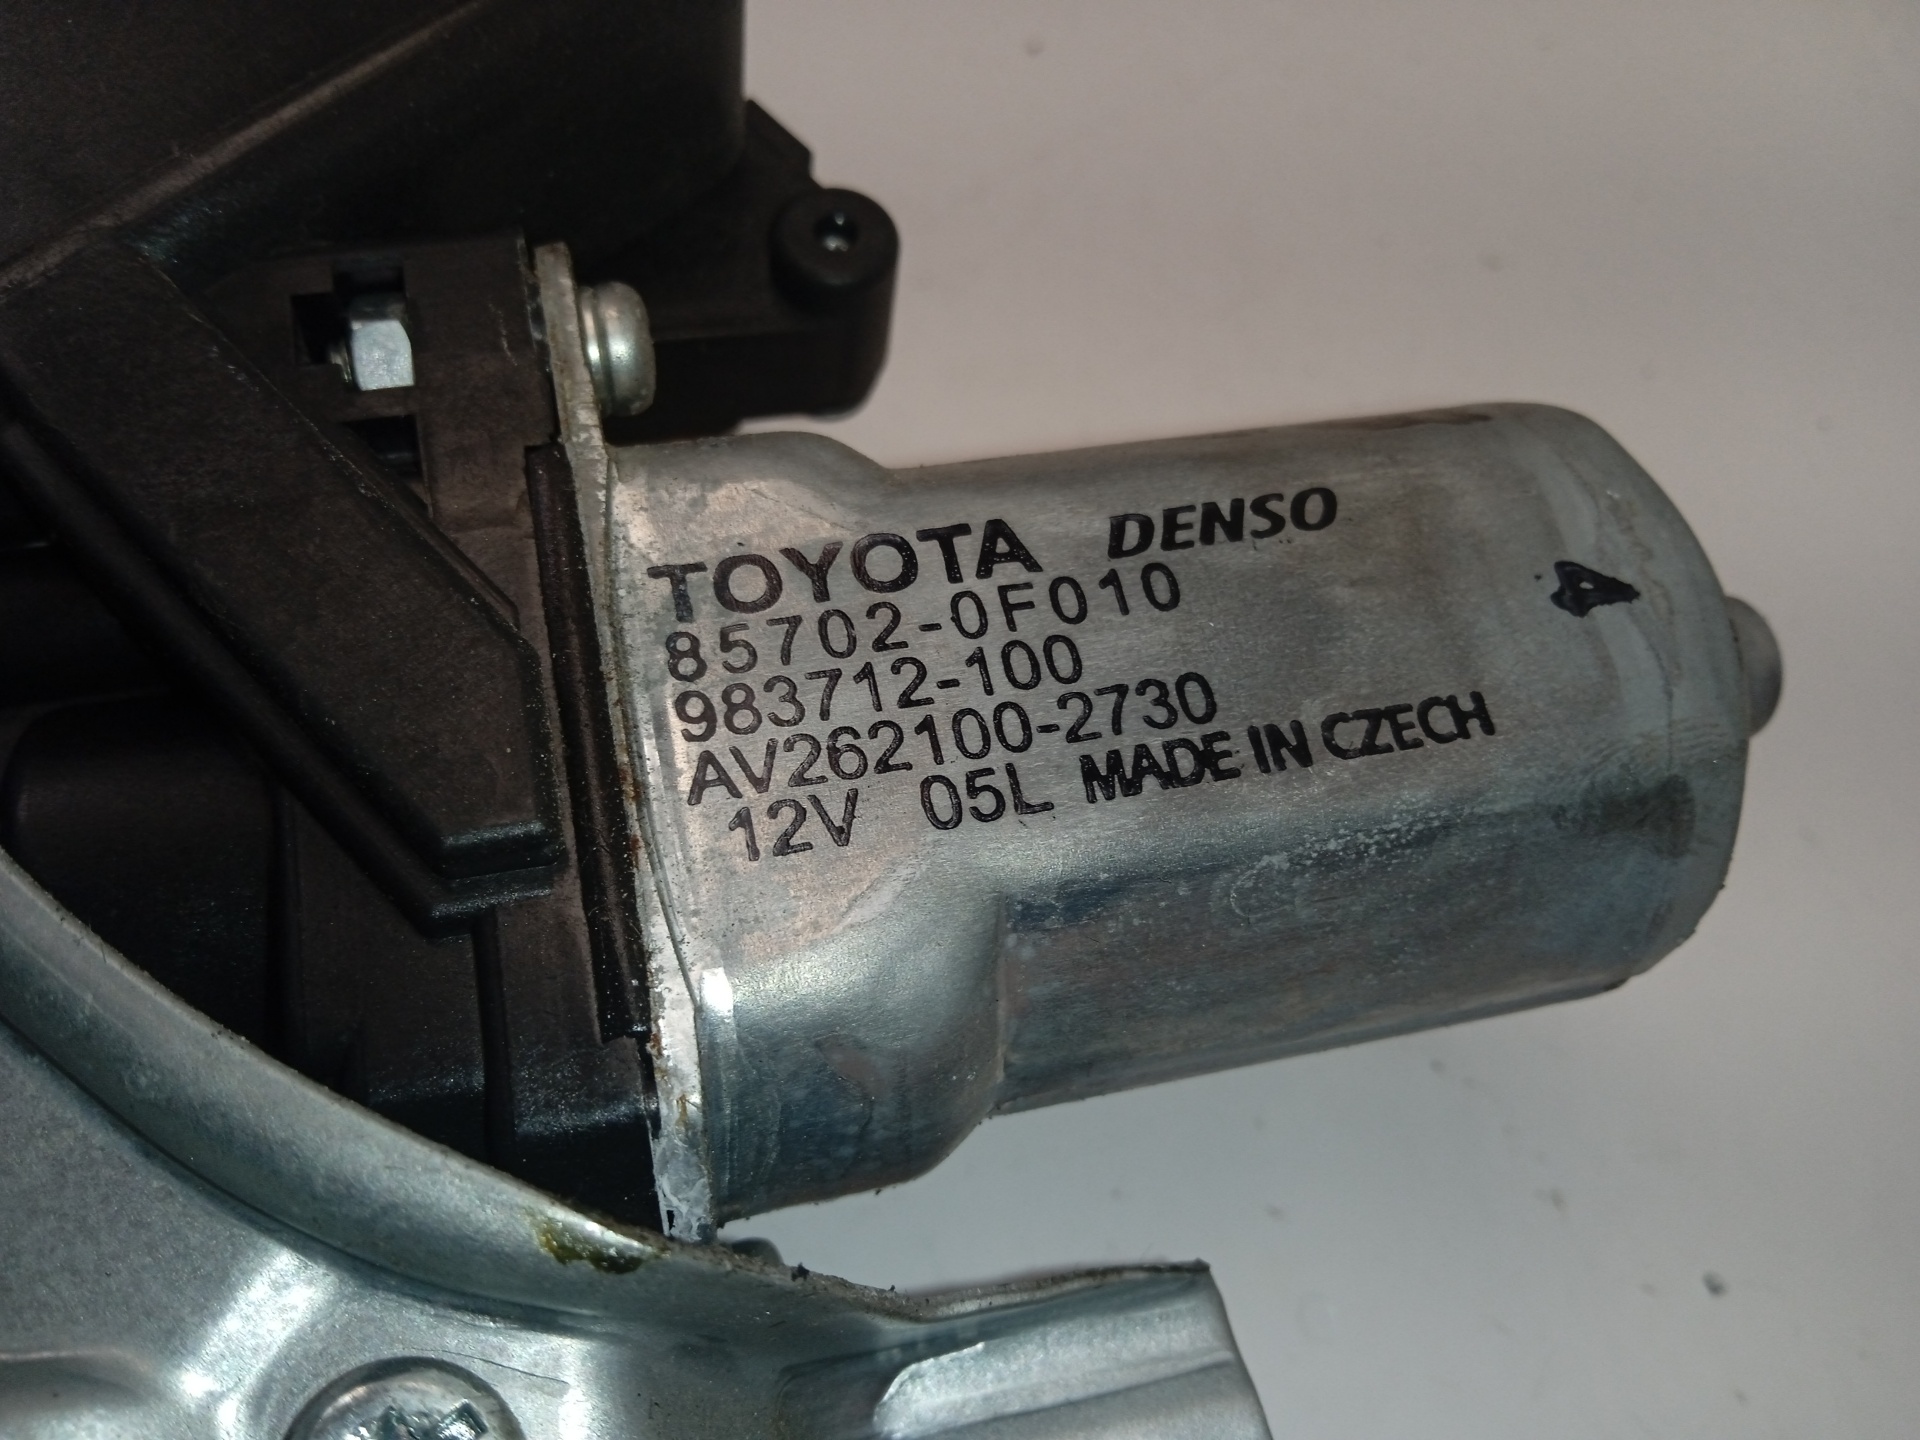 TOYOTA DENSO
85702-0F010
983712-100
AV262100-2730
12V 05L MADE IN CZECH
A